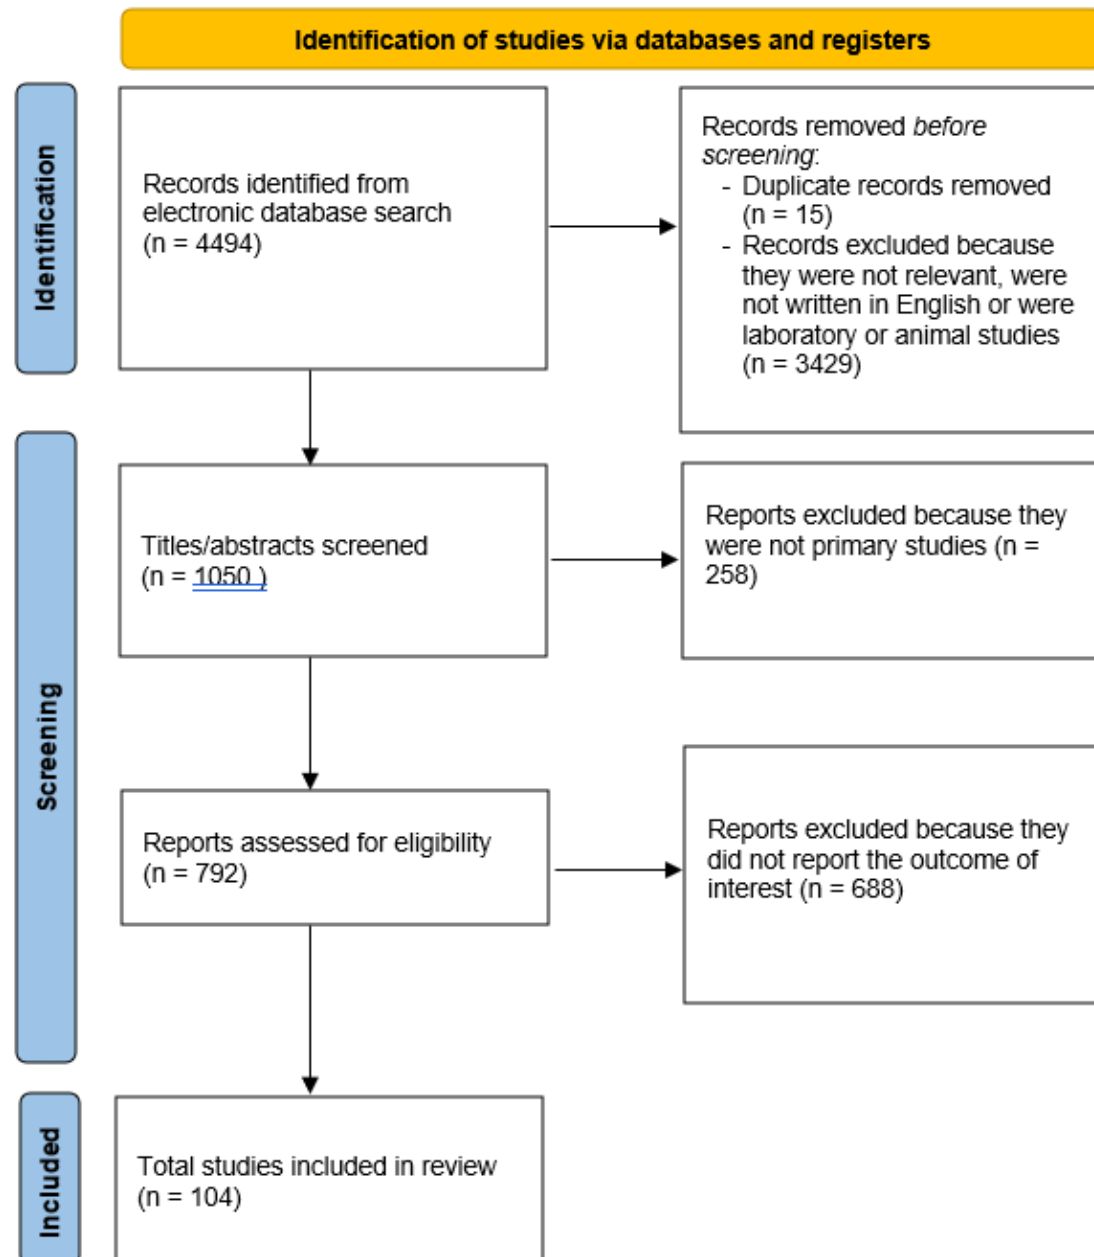 Identification of studies via databases and registers
Identification
Records identified from
electronic database search
(n = 4494)
Records removed before
screening:
- Duplicate records removed
(n = 15)
- Records excluded because
they were not relevant, were
not written in English or were
laboratory or animal studies
(n = 3429)
Screening
Titles/abstracts screened
(n = 1050 )
Reports excluded because they
were not primary studies (n =
258)
Reports assessed for eligibility
(n = 792)
Reports excluded because they
did not report the outcome of
interest (n = 688)
Included
Total studies included in review
(n = 104)